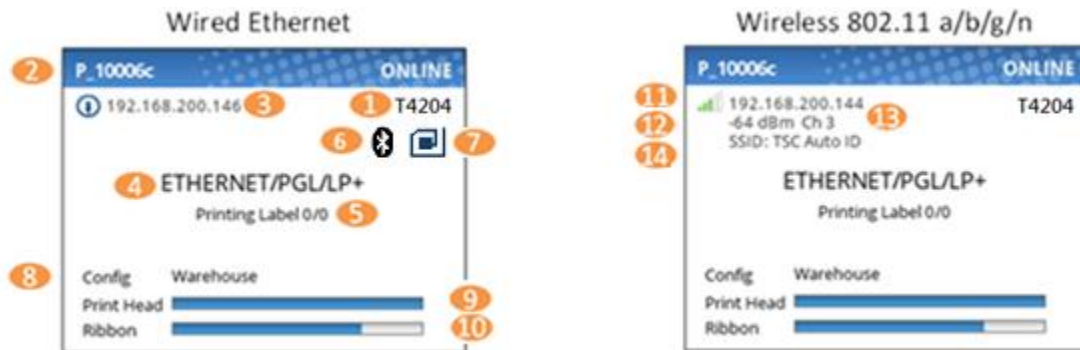 Wired Ethernet
2 P_10006c ONLINE
192.168.200.146 3 1 T4204
6 7
4 ETHERNET/PGL/LP+
Printing Label 0/0 5
8 Config Warehouse
Print Head 9
Ribbon 10
Wireless 802.11 a/b/g/n
P_10006c ONLINE
11 192.168.200.144 T4204
12 -64 dBm Ch 3 13
14 SSID: TSC Auto ID
ETHERNET/PGL/LP+
Printing Label 0/0
Config Warehouse
Print Head
Ribbon